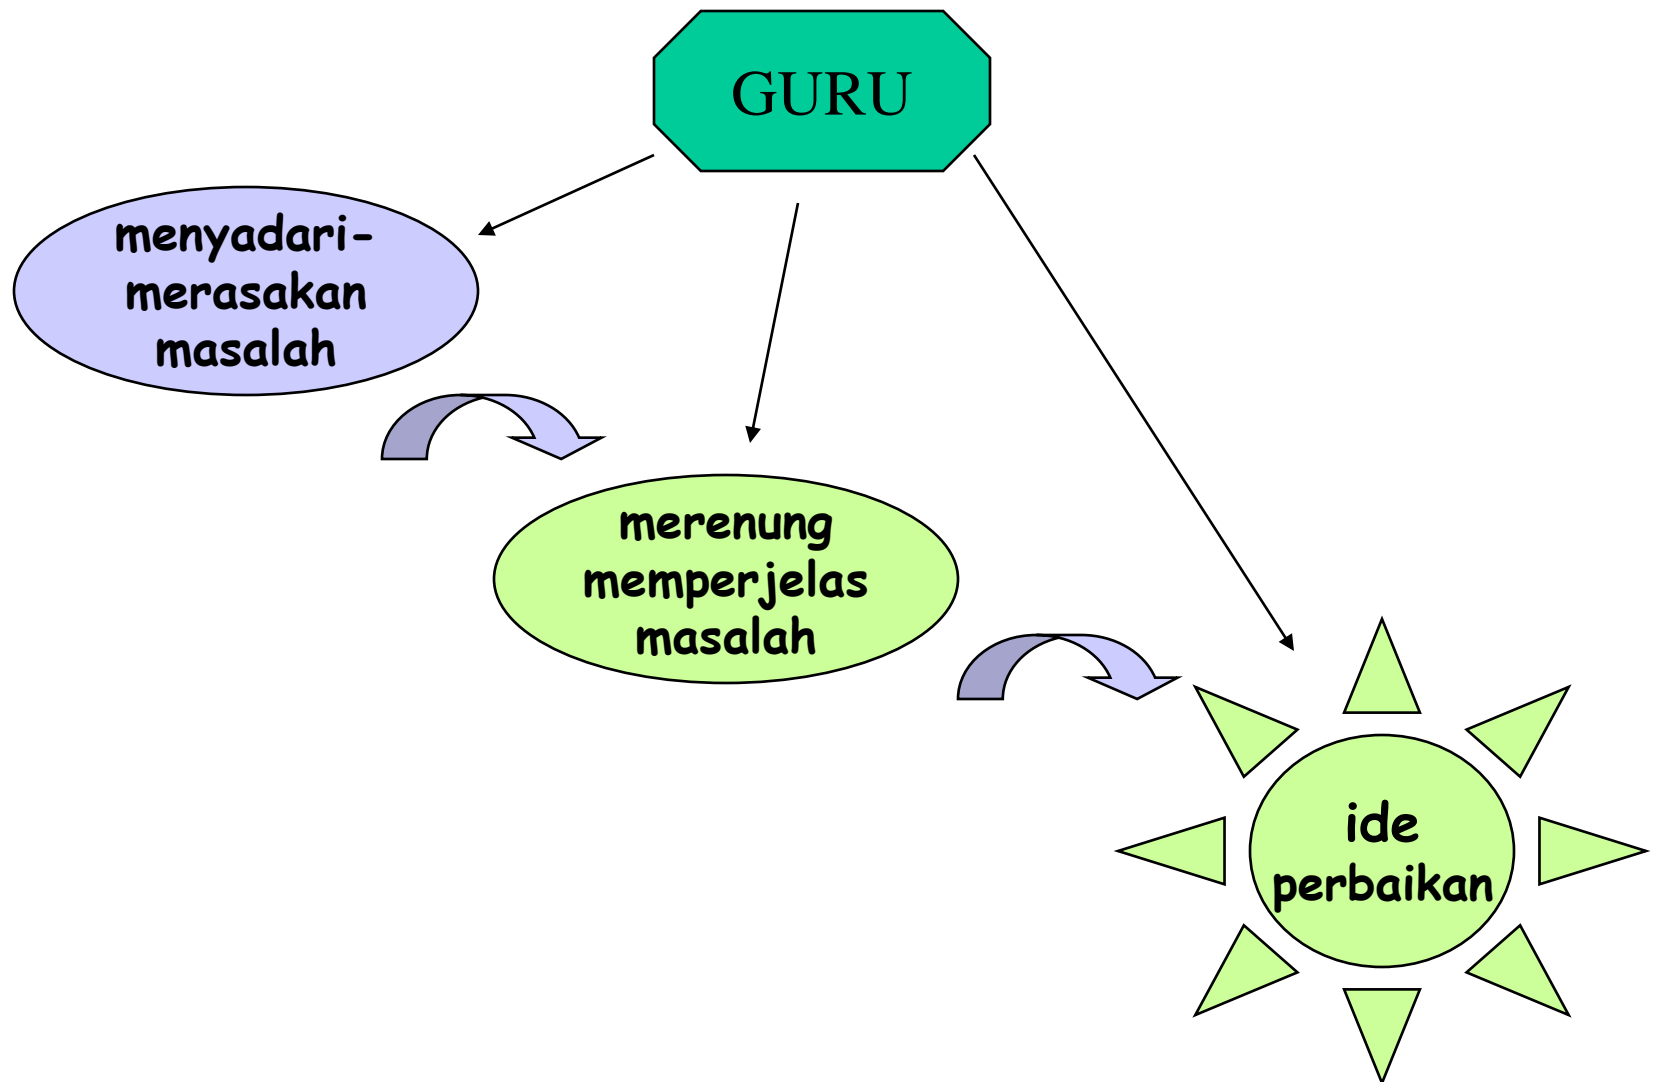 GURU
menyadari-
merasakan
masalah
merenung
memperjelas
masalah
ide
perbaikan